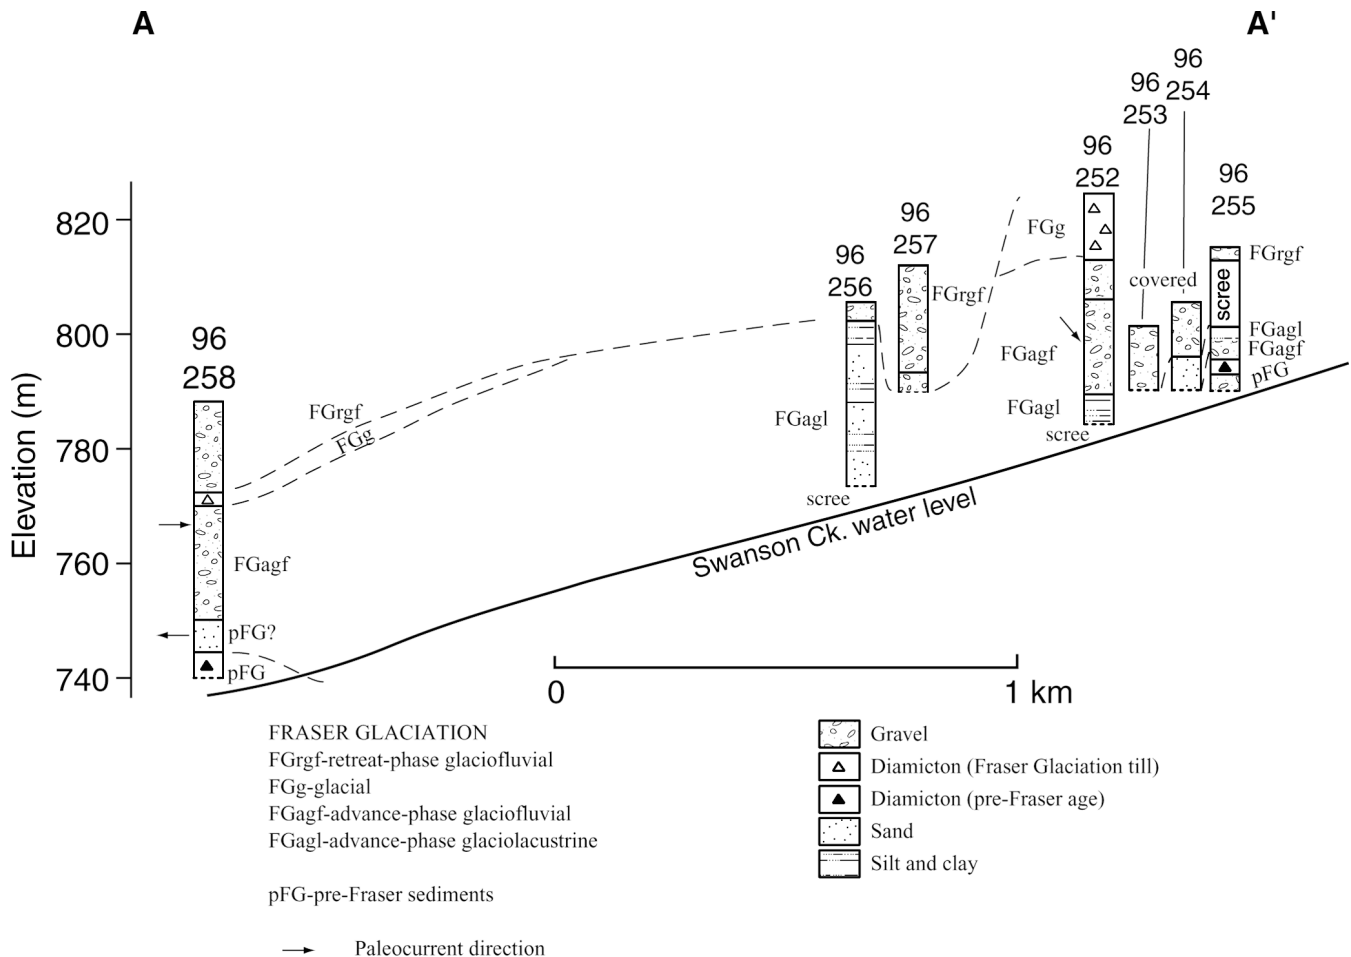 A
A'
96
254
96
253
96
252
96
255
96
257
96
256
96
258
Elevation (m)
820
800
780
760
740
FGg
FGrgf
covered
FGrgf
scree
FGagl
FGagf
pFG
FGagf
FGagl
scree
FGagl
scree
FGrgf
FGg
FGagf
pFG?
pFG
Swanson Ck. water level
0
1 km
FRASER GLACIATION
FGrgf-retreat-phase glaciofluvial
FGg-glacial
FGagf-advance-phase glaciofluvial
FGagl-advance-phase glaciolacustrine
pFG-pre-Fraser sediments
Paleocurrent direction
Gravel
Diamicton (Fraser Glaciation till)
Diamicton (pre-Fraser age)
Sand
Silt and clay